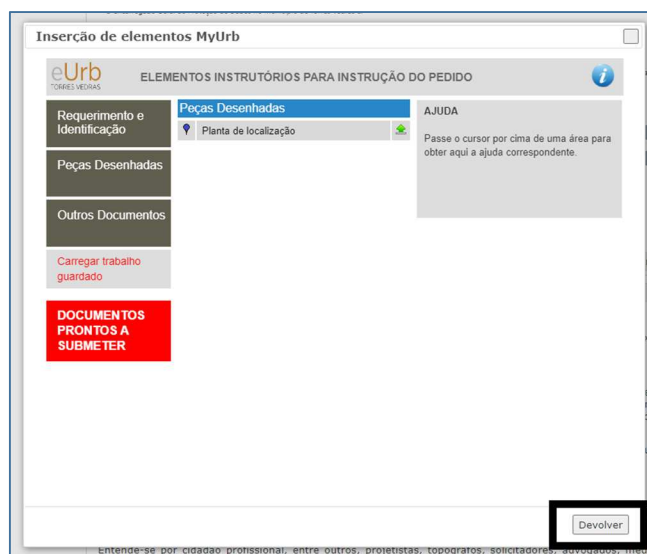 Inserção de elementos MyUrb
eUrb
TORRES VEDRAS
ELEMENTOS INSTRUTÓRIOS PARA INSTRUÇÃO DO PEDIDO
Requerimento e
Identificação
Peças Desenhadas
Outros Documentos
Carregar trabalho
guardado
DOCUMENTOS
PRONTOS A
SUBMETER
Peças Desenhadas
Planta de localização
AJUDA
Passe o cursor por cima de uma área para
obter aqui a ajuda correspondente.
Devolver
Entende-se por cidadão profissional, entre outros, projetistas, topógrafos, solicitadores, advogados,